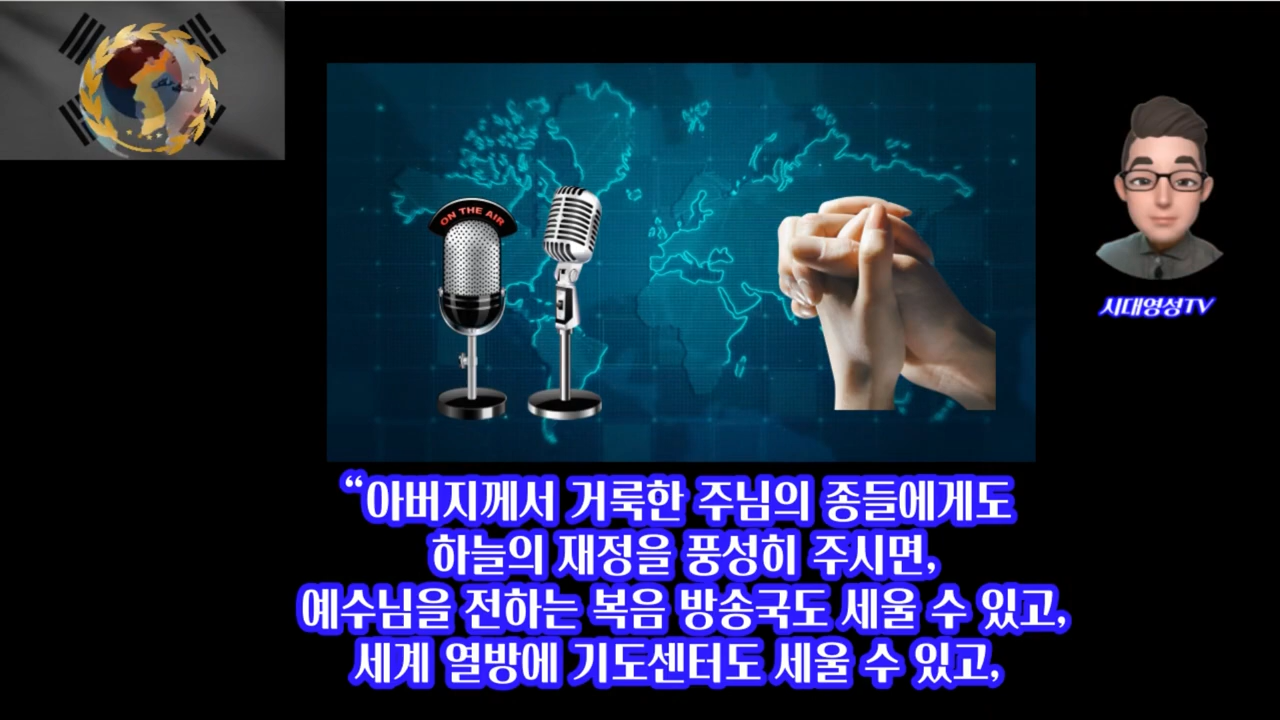 ON THE AIR
시대영성TV
“아버지께서 거룩한 주님의 종들에게도
하늘의 재정을 풍성히 주시면,
예수님을 전하는 복음 방송국도 세울 수 있고,
세계 열방에 기도센터도 세울 수 있고,